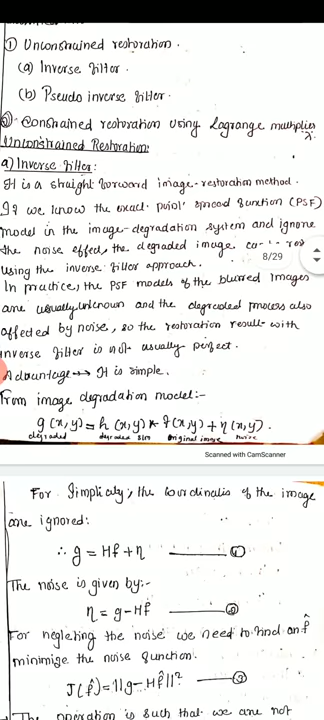 ① Unconstrained restoration.
(a) Inverse filter.
(b) Pseudo inverse filter.
② Constrained restoration using Lagrange multiplies
Unconstrained Restoration:
a) Inverse filter:
It is a straight forward image-restoration method.
If we know the exact point spread function (PSF)
model in the image-degradation system and ignore
the noise effect, the degraded image
using the inverse filter approach.
8/29
In practice, the PSF models of the blurred images
are usually unknown and the degraded process also
affected by noise, so the restoration result with
inverse filter is not usually perfect.
Advantage → It is simple.
From image degradation model:-
g(x,y) = h(x,y) * f(x,y) + η(x,y).
degraded original image noise
Scanned with CamScanner
For Simplicity, the coordinates of the image
are ignored:
∴ g = Hf + η ——— ①
The noise is given by:-
η = g - Hf ——— ②
For neglecting the noise we need to find an f̂
minimize the noise function.
J(f̂) = ||g - Hf̂||² ——— ③
The operation is such that we are not